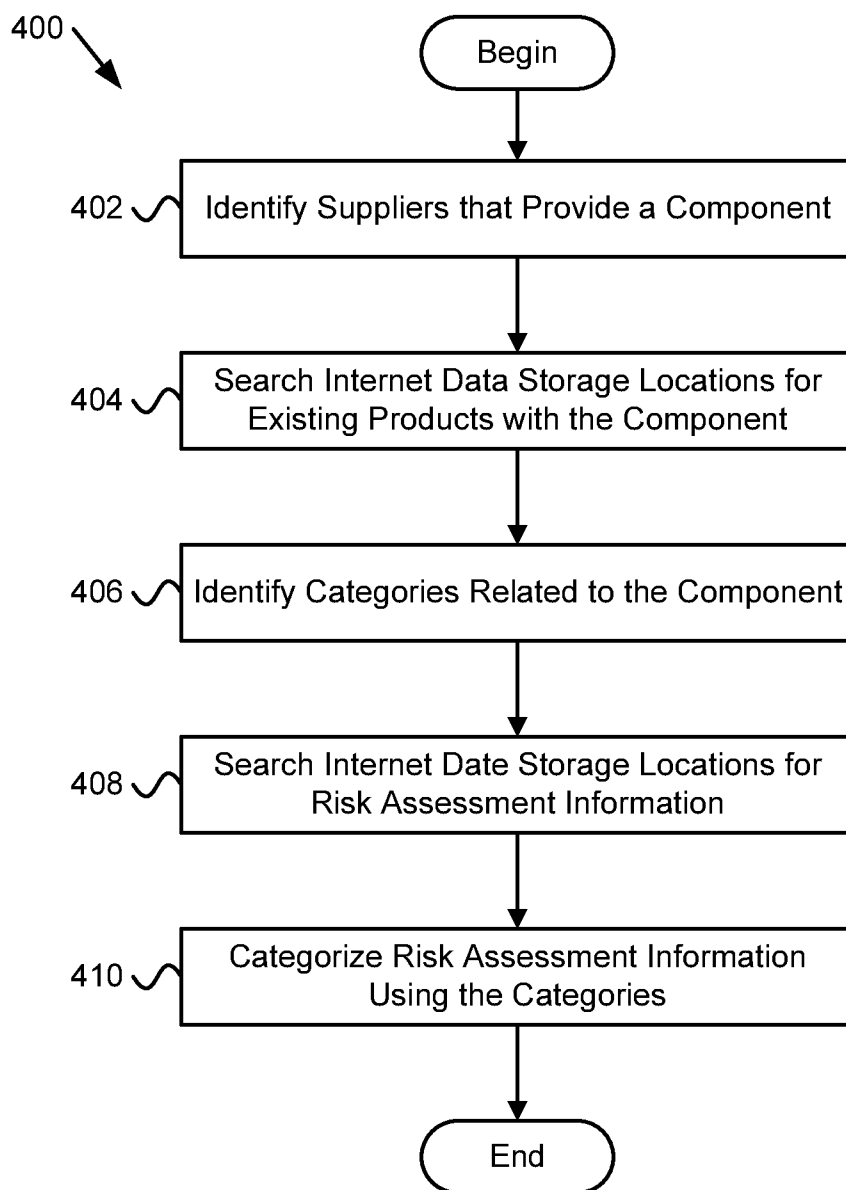 400
Begin
402
Identify Suppliers that Provide a Component
404
Search Internet Data Storage Locations for
Existing Products with the Component
406
Identify Categories Related to the Component
408
Search Internet Date Storage Locations for
Risk Assessment Information
410
Categorize Risk Assessment Information
Using the Categories
End